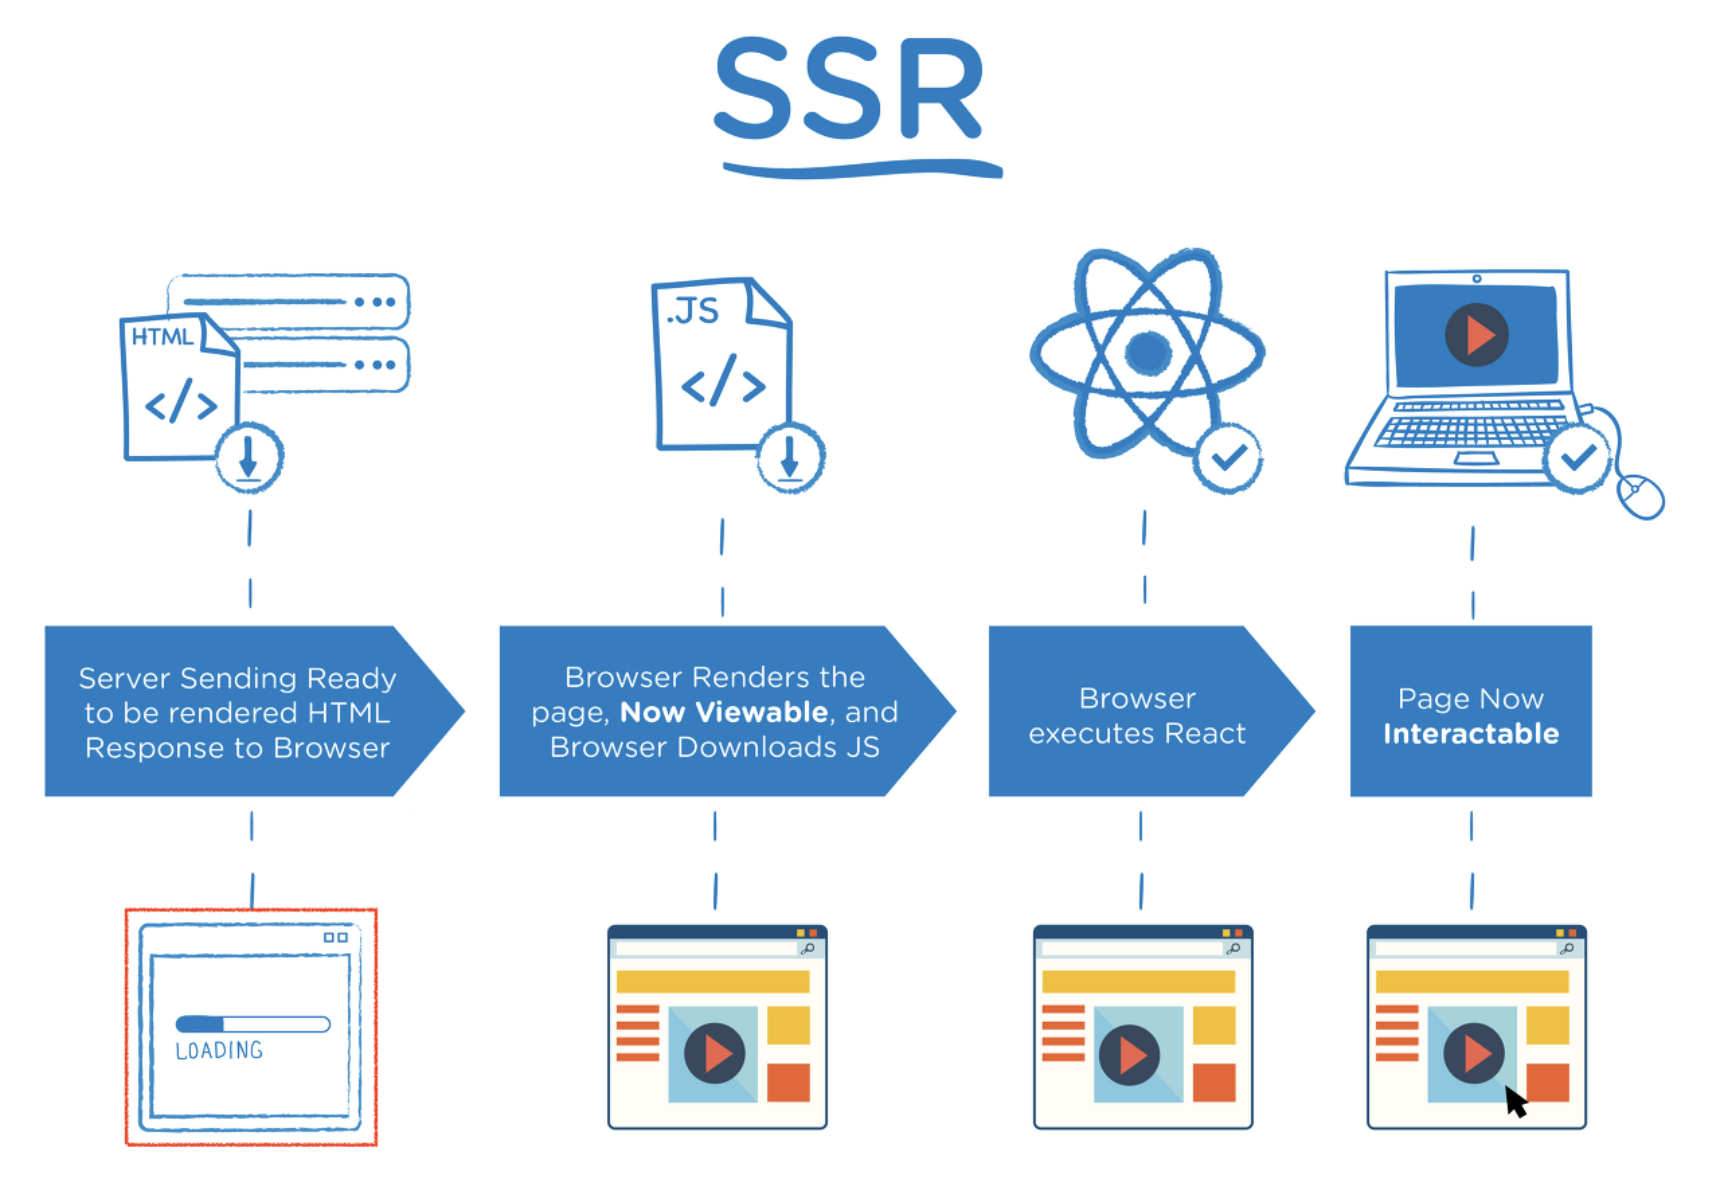 SSR
HTML
</>
.JS
</>
Server Sending Ready
to be rendered HTML
Response to Browser
Browser Renders the
page, Now Viewable, and
Browser Downloads JS
Browser
executes React
Page Now
Interactable
LOADING